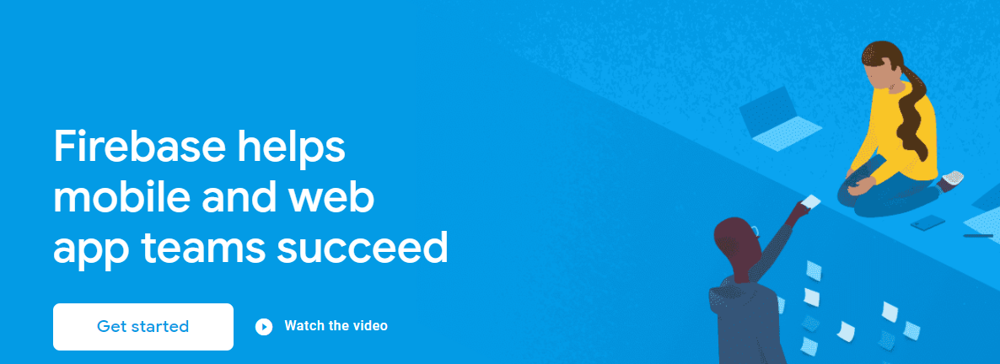 Firebase helps
mobile and web
app teams succeed
Get started
Watch the video